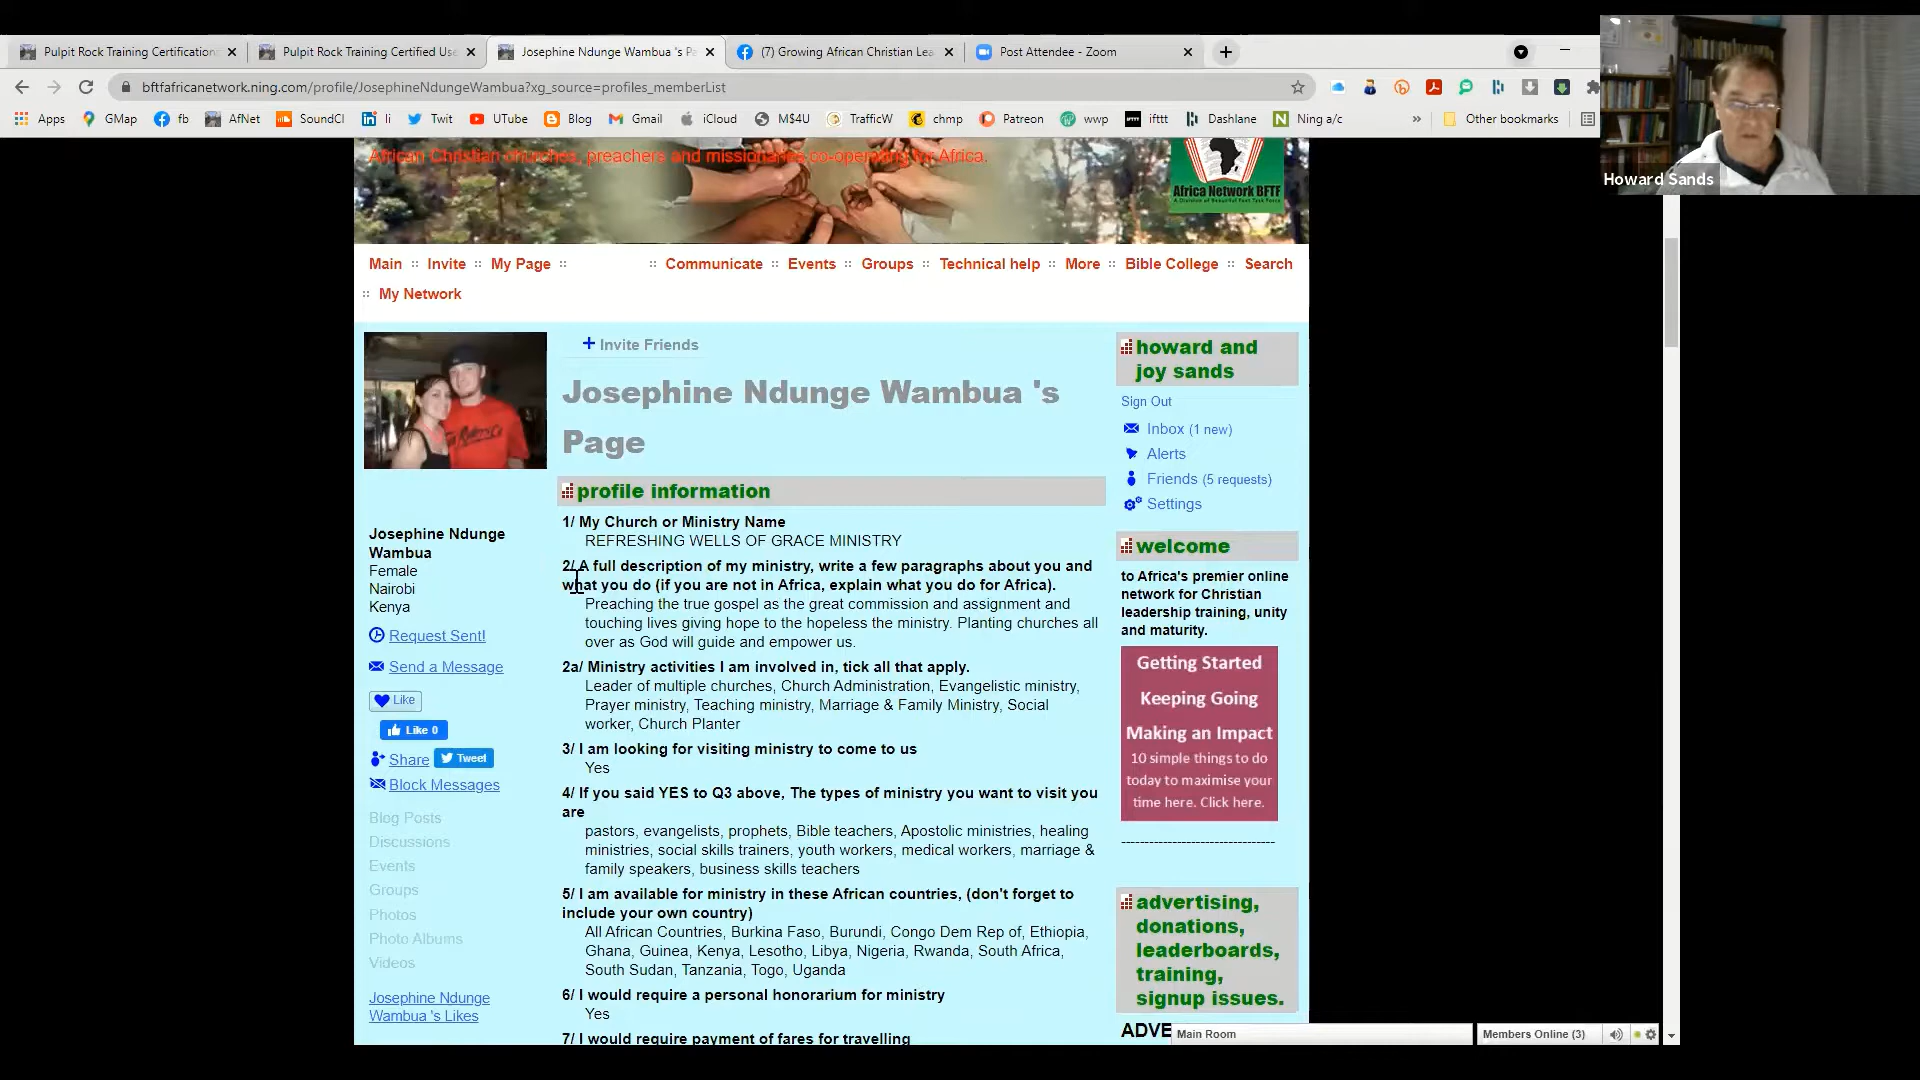 Pulpit Rock Training Certification
Pulpit Rock Training Certified Use
Josephine Ndunge Wambua 's Pa
(7) Growing African Christian Lea
Post Attendee - Zoom
bftfafricanetwork.ning.com/profile/JosephineNdungeWambua?xg_source=profiles_memberList
Apps
GMap
fb
AfNet
SoundCl
li
Twit
UTube
Blog
Gmail
iCloud
M$4U
TrafficW
chmp
Patreon
wwp
ifttt
Dashlane
Ning a/c
»
Other bookmarks
Howard Sands
African Christian churches, preachers and missionaries co-operating for Africa.
Africa Network BFTF
A Division of Beautiful Feet Task Force
Main :: Invite :: My Page :: :: Communicate :: Events :: Groups :: Technical help :: More :: Bible College :: Search
:: My Network
Josephine Ndunge
Wambua
Female
Nairobi
Kenya
Request Sent!
Send a Message
Like
Like 0
Share
Tweet
Block Messages
Blog Posts
Discussions
Events
Groups
Photos
Photo Albums
Videos
Josephine Ndunge
Wambua 's Likes
+ Invite Friends
Josephine Ndunge Wambua 's
Page
profile information
1/ My Church or Ministry Name
REFRESHING WELLS OF GRACE MINISTRY
2/ A full description of my ministry, write a few paragraphs about you and
what you do (if you are not in Africa, explain what you do for Africa).
Preaching the true gospel as the great commission and assignment and
touching lives giving hope to the hopeless the ministry. Planting churches all
over as God will guide and empower us.
2a/ Ministry activities I am involved in, tick all that apply.
Leader of multiple churches, Church Administration, Evangelistic ministry,
Prayer ministry, Teaching ministry, Marriage & Family Ministry, Social
worker, Church Planter
3/ I am looking for visiting ministry to come to us
Yes
4/ If you said YES to Q3 above, The types of ministry you want to visit you
are
pastors, evangelists, prophets, Bible teachers, Apostolic ministries, healing
ministries, social skills trainers, youth workers, medical workers, marriage &
family speakers, business skills teachers
5/ I am available for ministry in these African countries, (don't forget to
include your own country)
All African Countries, Burkina Faso, Burundi, Congo Dem Rep of, Ethiopia,
Ghana, Guinea, Kenya, Lesotho, Libya, Nigeria, Rwanda, South Africa,
South Sudan, Tanzania, Togo, Uganda
6/ I would require a personal honorarium for ministry
Yes
7/ I would require payment of fares for travelling
howard and
joy sands
Sign Out
Inbox (1 new)
Alerts
Friends (5 requests)
Settings
welcome
to Africa's premier online
network for Christian
leadership training, unity
and maturity.
Getting Started
Keeping Going
Making an Impact
10 simple things to do
today to maximise your
time here. Click here.
--------------------------------
advertising,
donations,
leaderboards,
training,
signup issues.
ADVE
Main Room
Members Online (3)